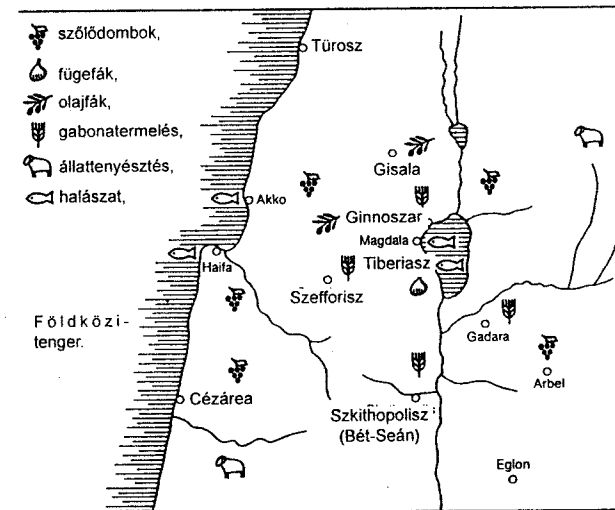 szőlődombok,
fügefák,
olajfák,
gabonatermelés,
állattenyésztés,
halászat,
Türosz
Gisala
Akko
Ginnoszar
Magdala
Haifa
Tiberiasz
Szefforisz
Földközi-
tenger.
Gadara
Arbel
Cézárea
Szkithopolisz
(Bét-Seán)
Eglon